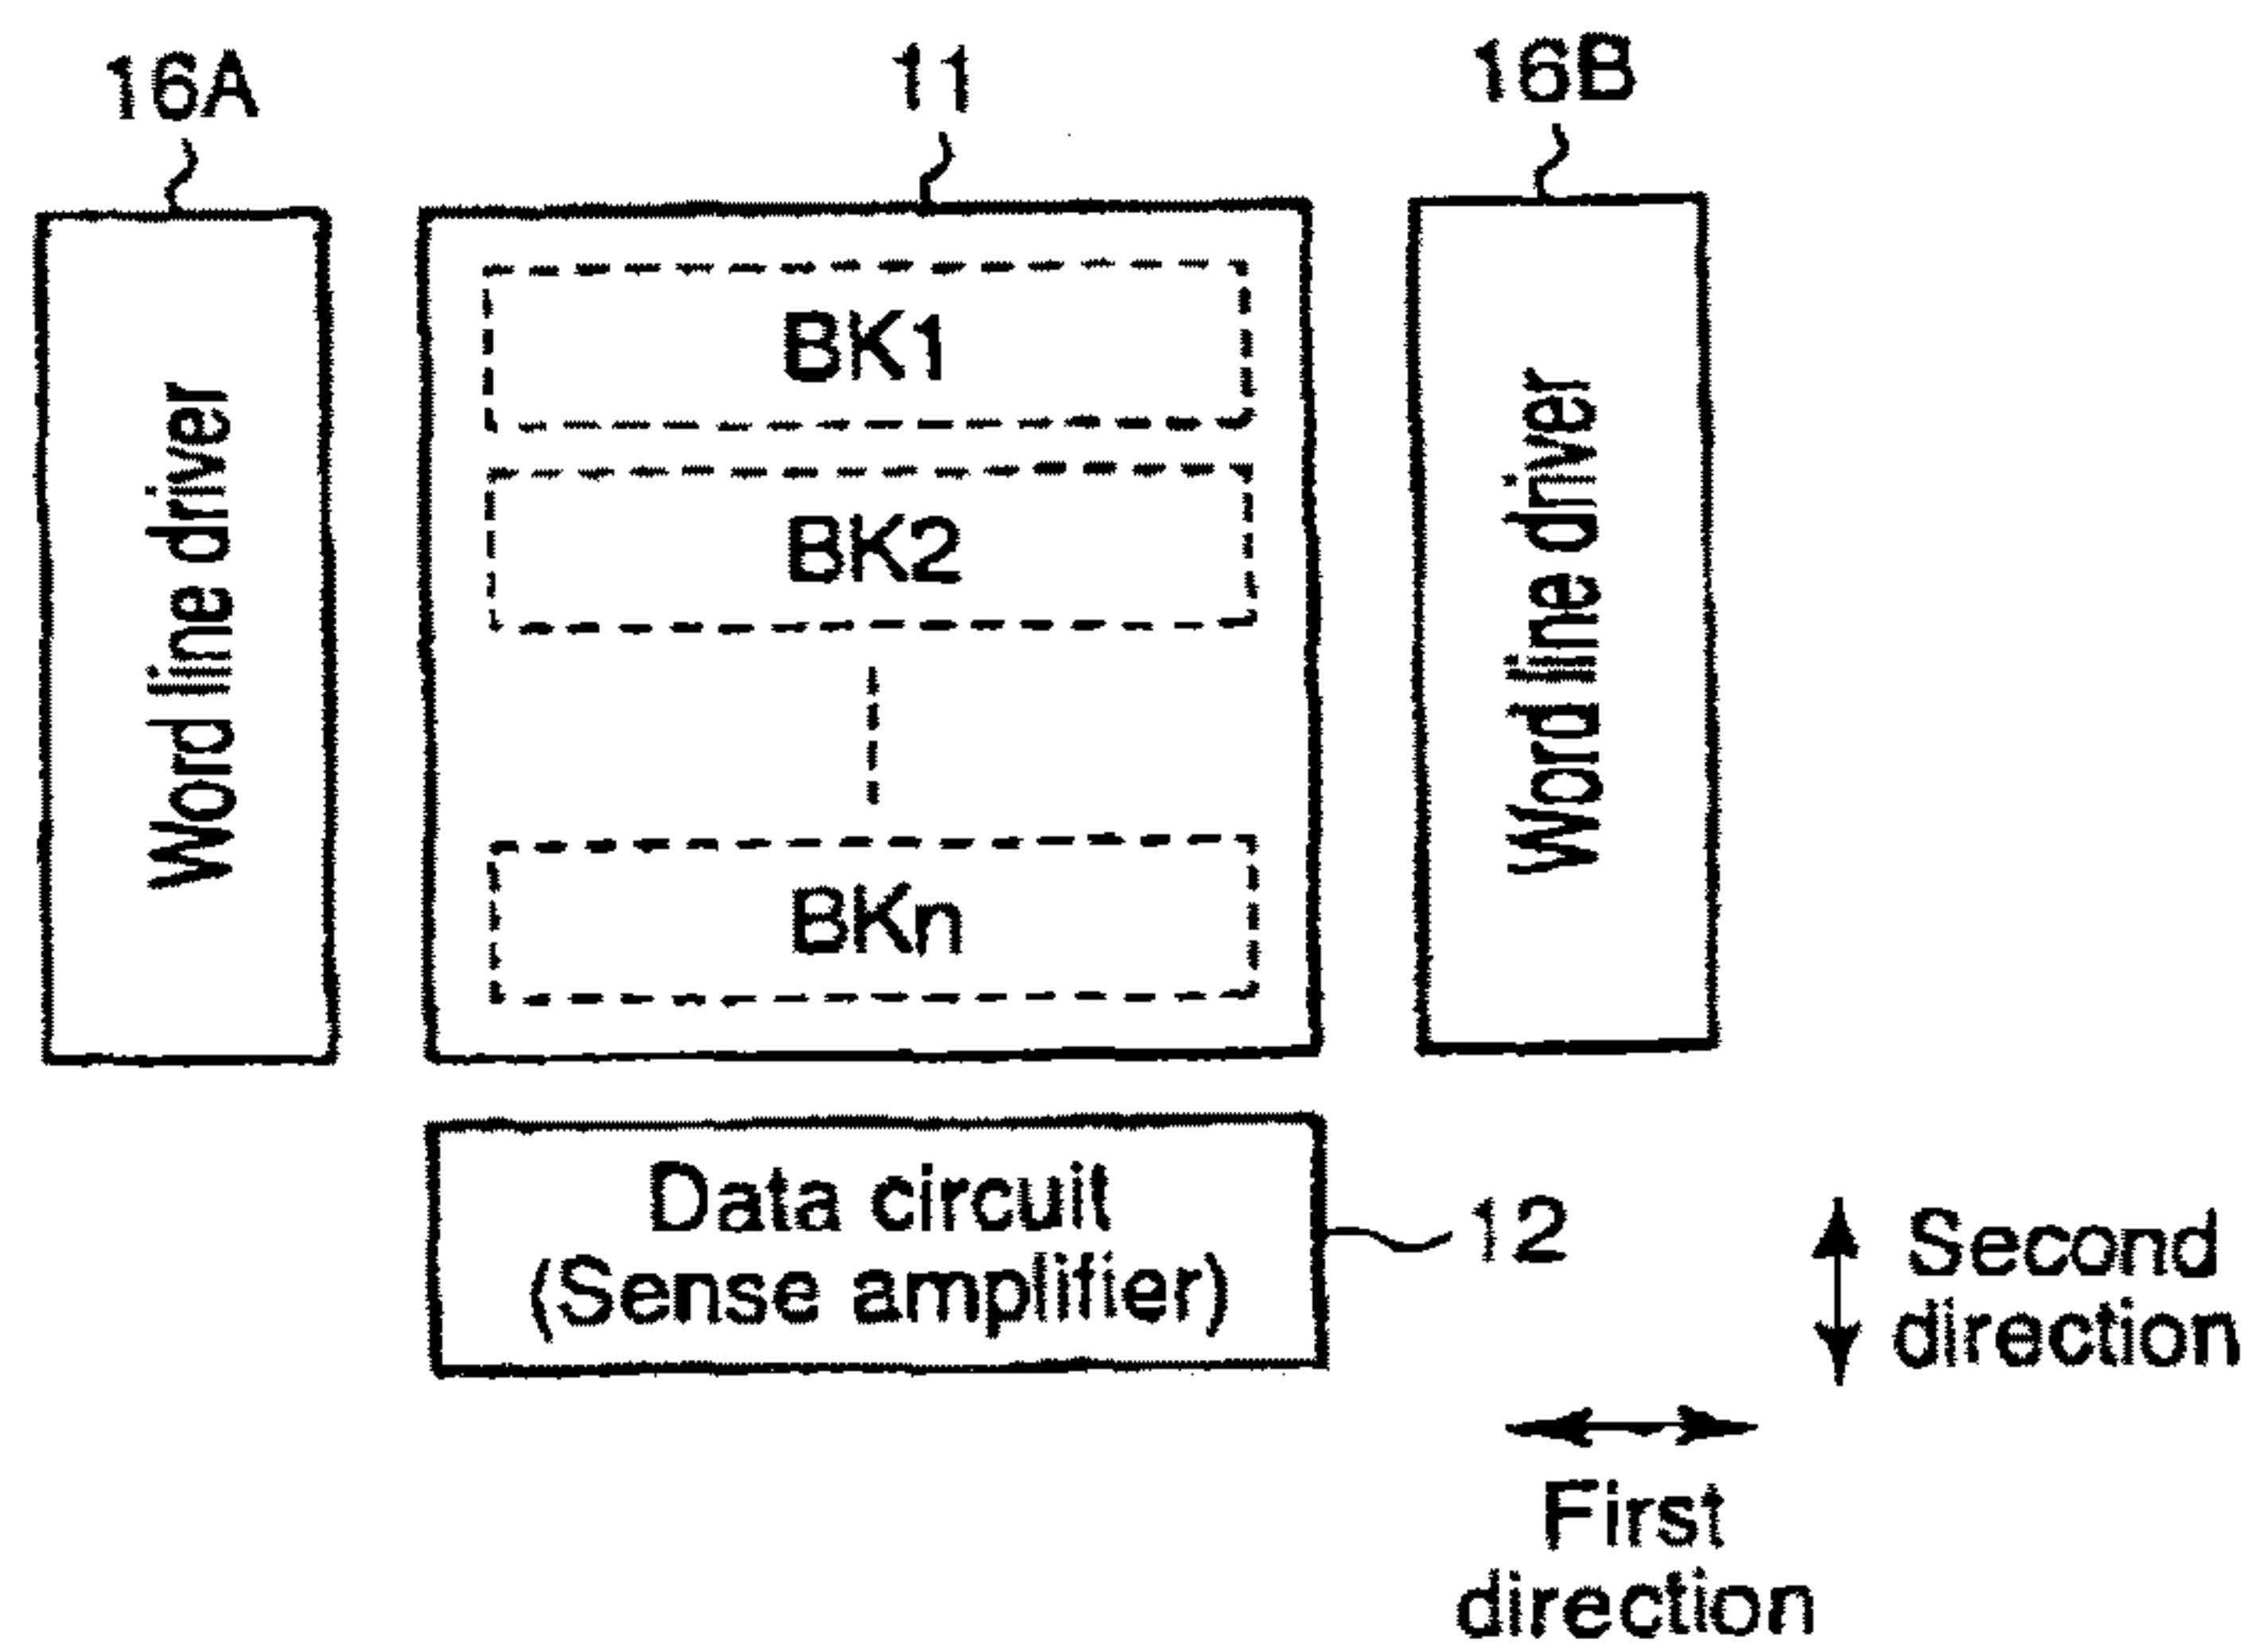 16A
11
16B
Word line driver
BK1
BK2
BKn
Word line driver
Data circuit
(Sense amplifier)
12
Second
direction
First
direction